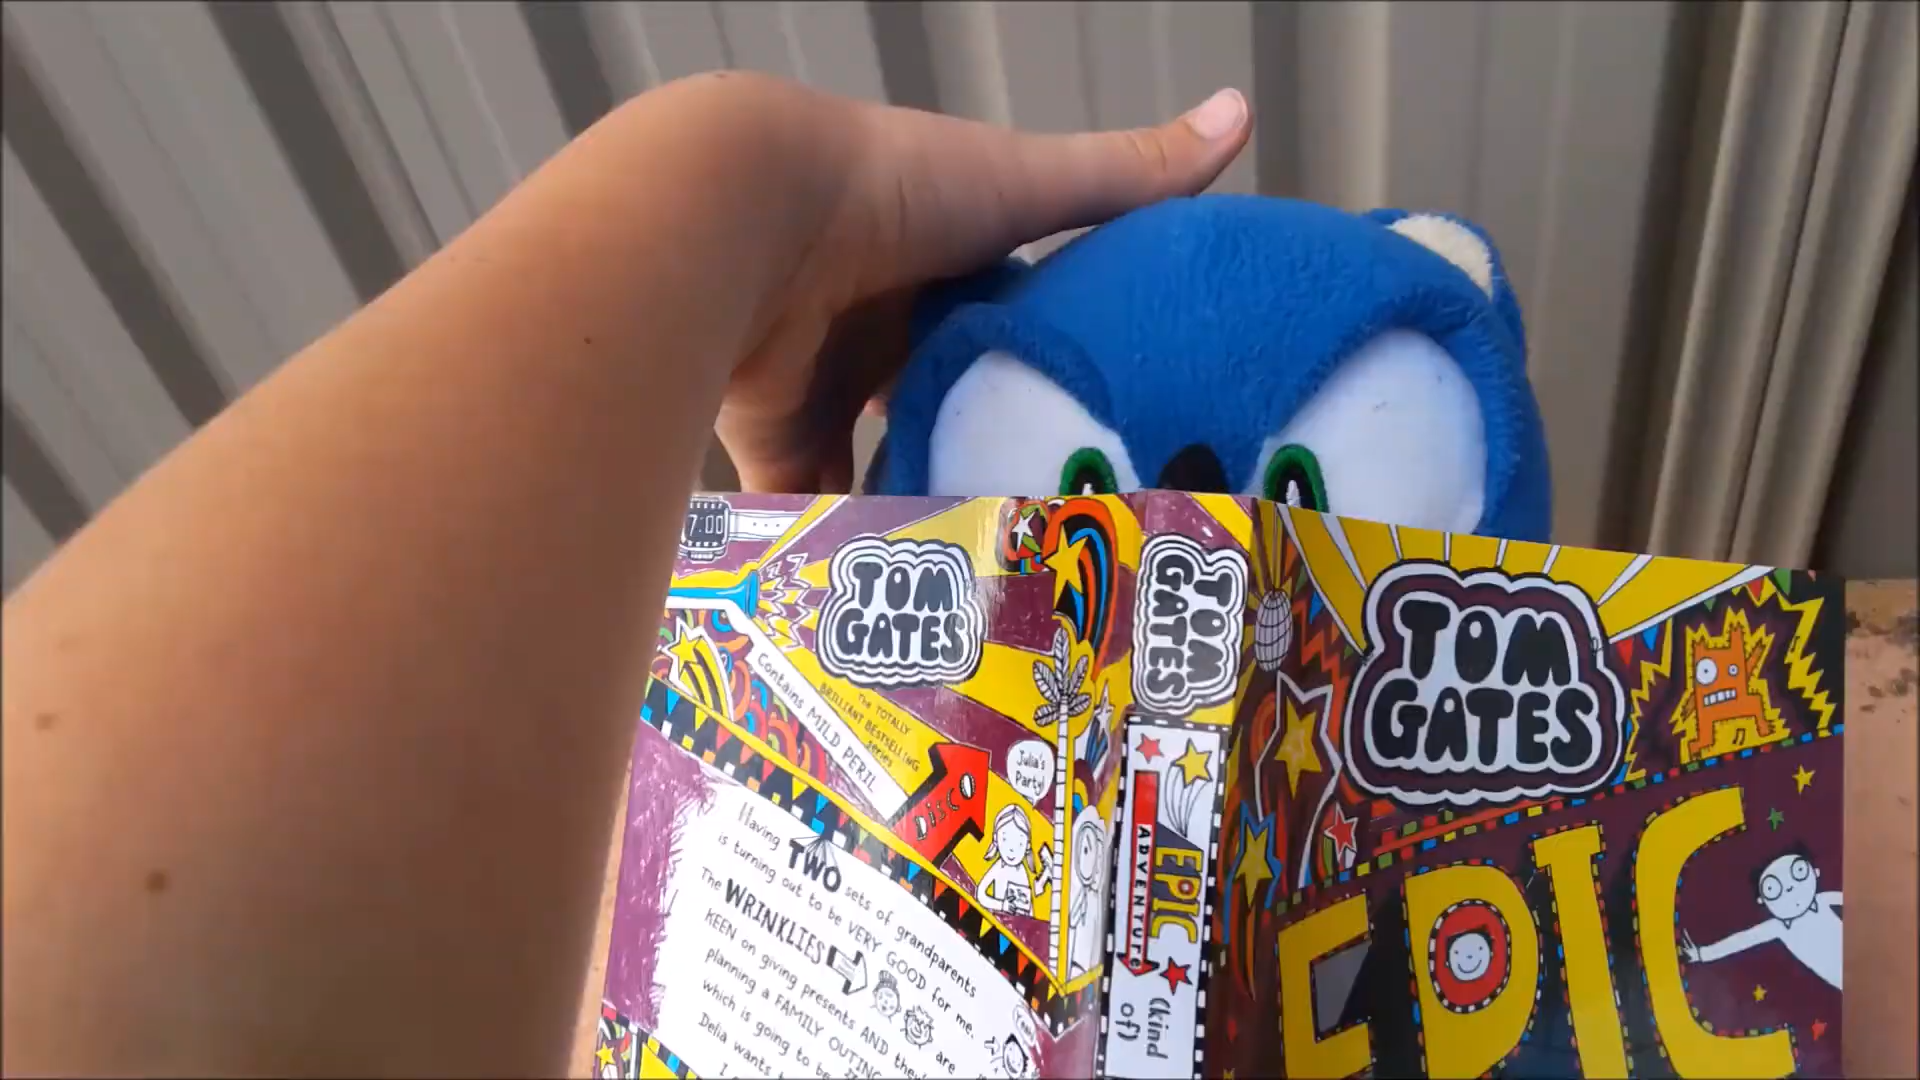 7:00
TOM
GATES
The TOTALLY
BRILLIANT BESTSELLING
series
Contains MILD PERIL
DISCO
Julia's
Party!
Having TWO sets of grandparents
is turning out to be VERY GOOD for me.
The WRINKLIES are
KEEN on giving presents AND
planning a FAMILY OUTING
which is going to be
Delia wants
I
TOM
GATES
EPIC
ADVENTURE
(kind
of)
TOM
GATES
EPIC